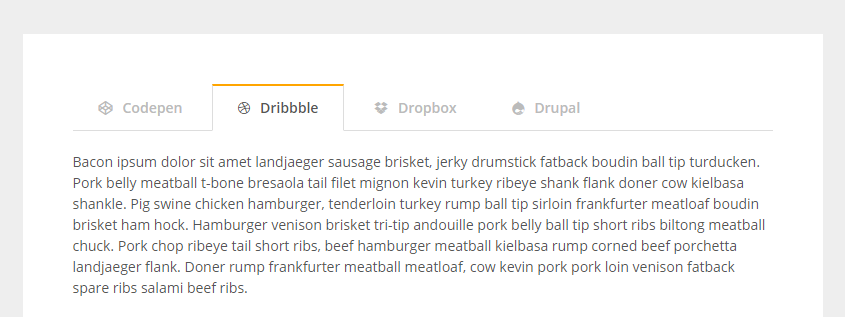 Codepen Dribbble Dropbox Drupal
Bacon ipsum dolor sit amet landjaeger sausage brisket, jerky drumstick fatback boudin ball tip turducken.
Pork belly meatball t-bone bresaola tail filet mignon kevin turkey ribeye shank flank doner cow kielbasa
shankle. Pig swine chicken hamburger, tenderloin turkey rump ball tip sirloin frankfurter meatloaf boudin
brisket ham hock. Hamburger venison brisket tri-tip andouille pork belly ball tip short ribs biltong meatball
chuck. Pork chop ribeye tail short ribs, beef hamburger meatball kielbasa rump corned beef porchetta
landjaeger flank. Doner rump frankfurter meatball meatloaf, cow kevin pork pork loin venison fatback
spare ribs salami beef ribs.